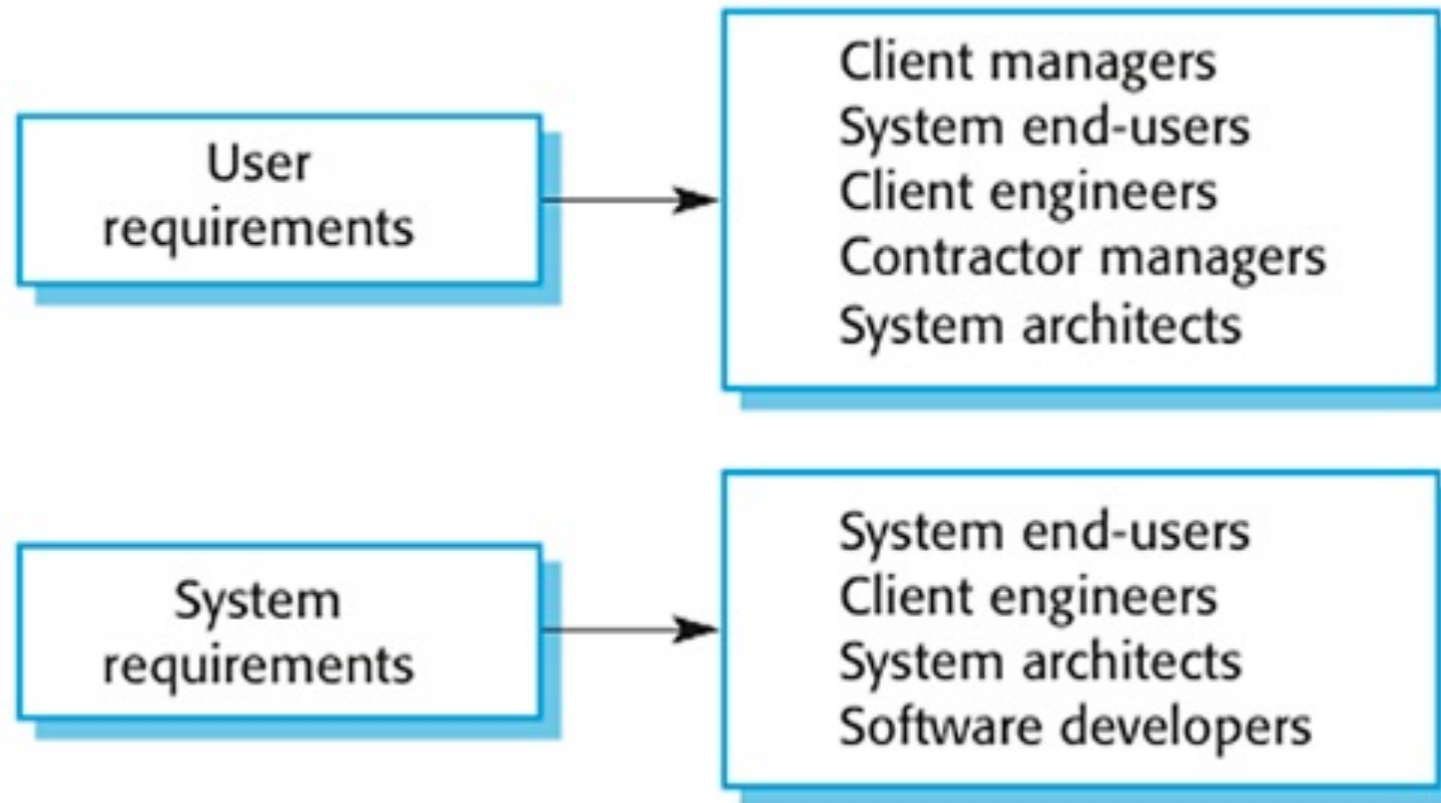 User
requirements
Client managers
System end-users
Client engineers
Contractor managers
System architects
System
requirements
System end-users
Client engineers
System architects
Software developers